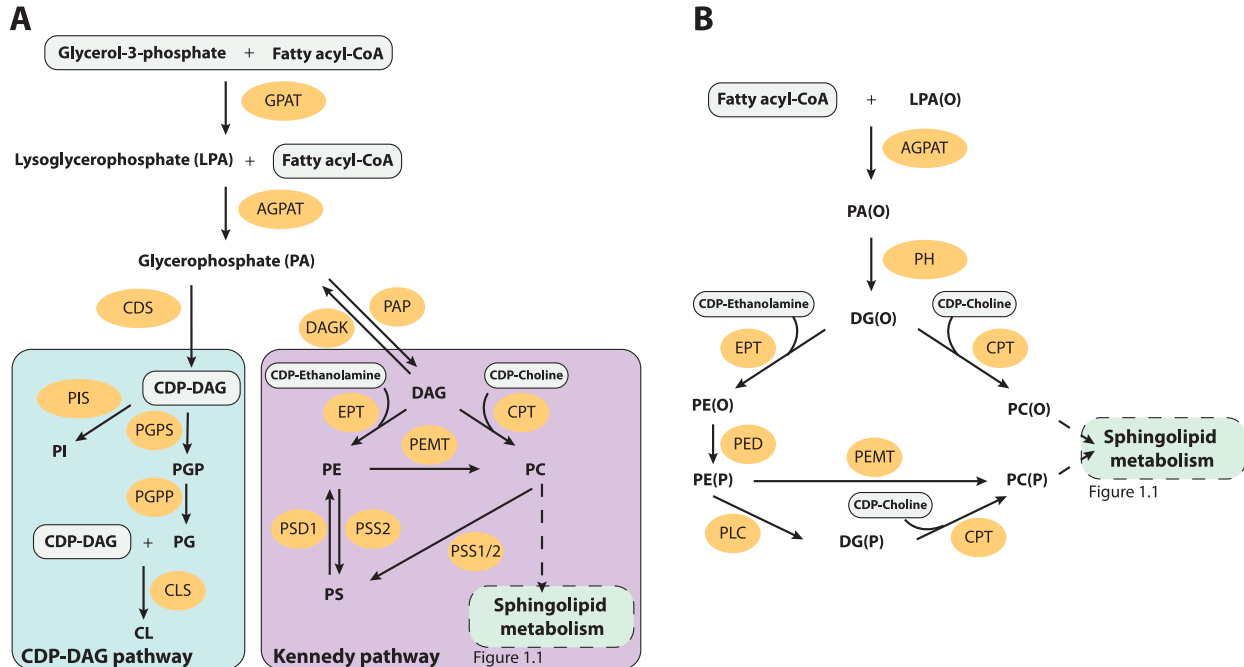 A
Glycerol-3-phosphate + Fatty acyl-CoA
GPAT
Lysoglycerophosphate (LPA) + Fatty acyl-CoA
AGPAT
Glycerophosphate (PA)
CDS
PAP
DAGK
CDP-DAG
PIS
PI
PGPS
PGP
PGPP
CDP-DAG + PG
CLS
CL
CDP-DAG pathway
CDP-Ethanolamine
DAG
CDP-Choline
EPT
CPT
PE
PEMT
PC
PSD1
PSS2
PSS1/2
PS
Sphingolipid
metabolism
Kennedy pathway
Figure 1.1
B
Fatty acyl-CoA + LPA(O)
AGPAT
PA(O)
PH
CDP-Ethanolamine
DG(O)
CDP-Choline
EPT
CPT
PE(O)
PC(O)
PED
PEMT
Sphingolipid
metabolism
PE(P)
PC(P)
Figure 1.1
CDP-Choline
PLC
DG(P)
CPT